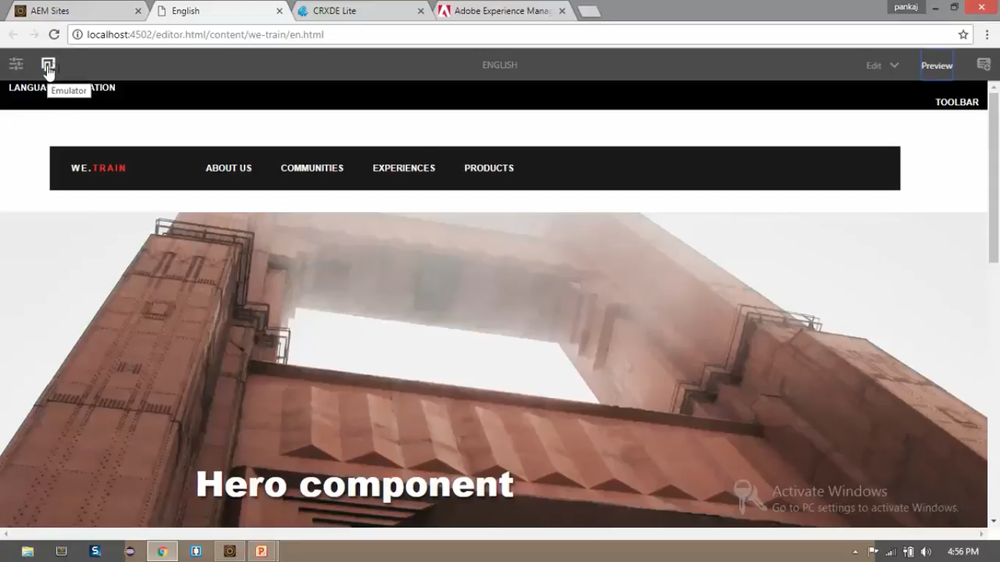 AEM Sites
English
CRXDE Lite
Adobe Experience Mana
pankaj
localhost:4502/editor.html/content/we-train/en.html
ENGLISH
Edit
Preview
LANGUA ATION
Emulator
TOOLBAR
WE.TRAIN
ABOUT US
COMMUNITIES
EXPERIENCES
PRODUCTS
Hero component
Activate Windows
Go to PC settings to activate Windows.
4:56 PM